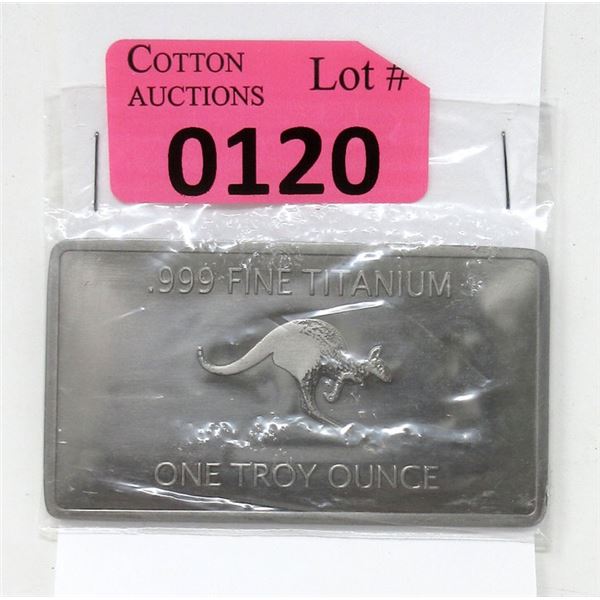 COTTON
AUCTIONS
Lot #
0120
.999 FINE TITANIUM
ONE TROY OUNCE